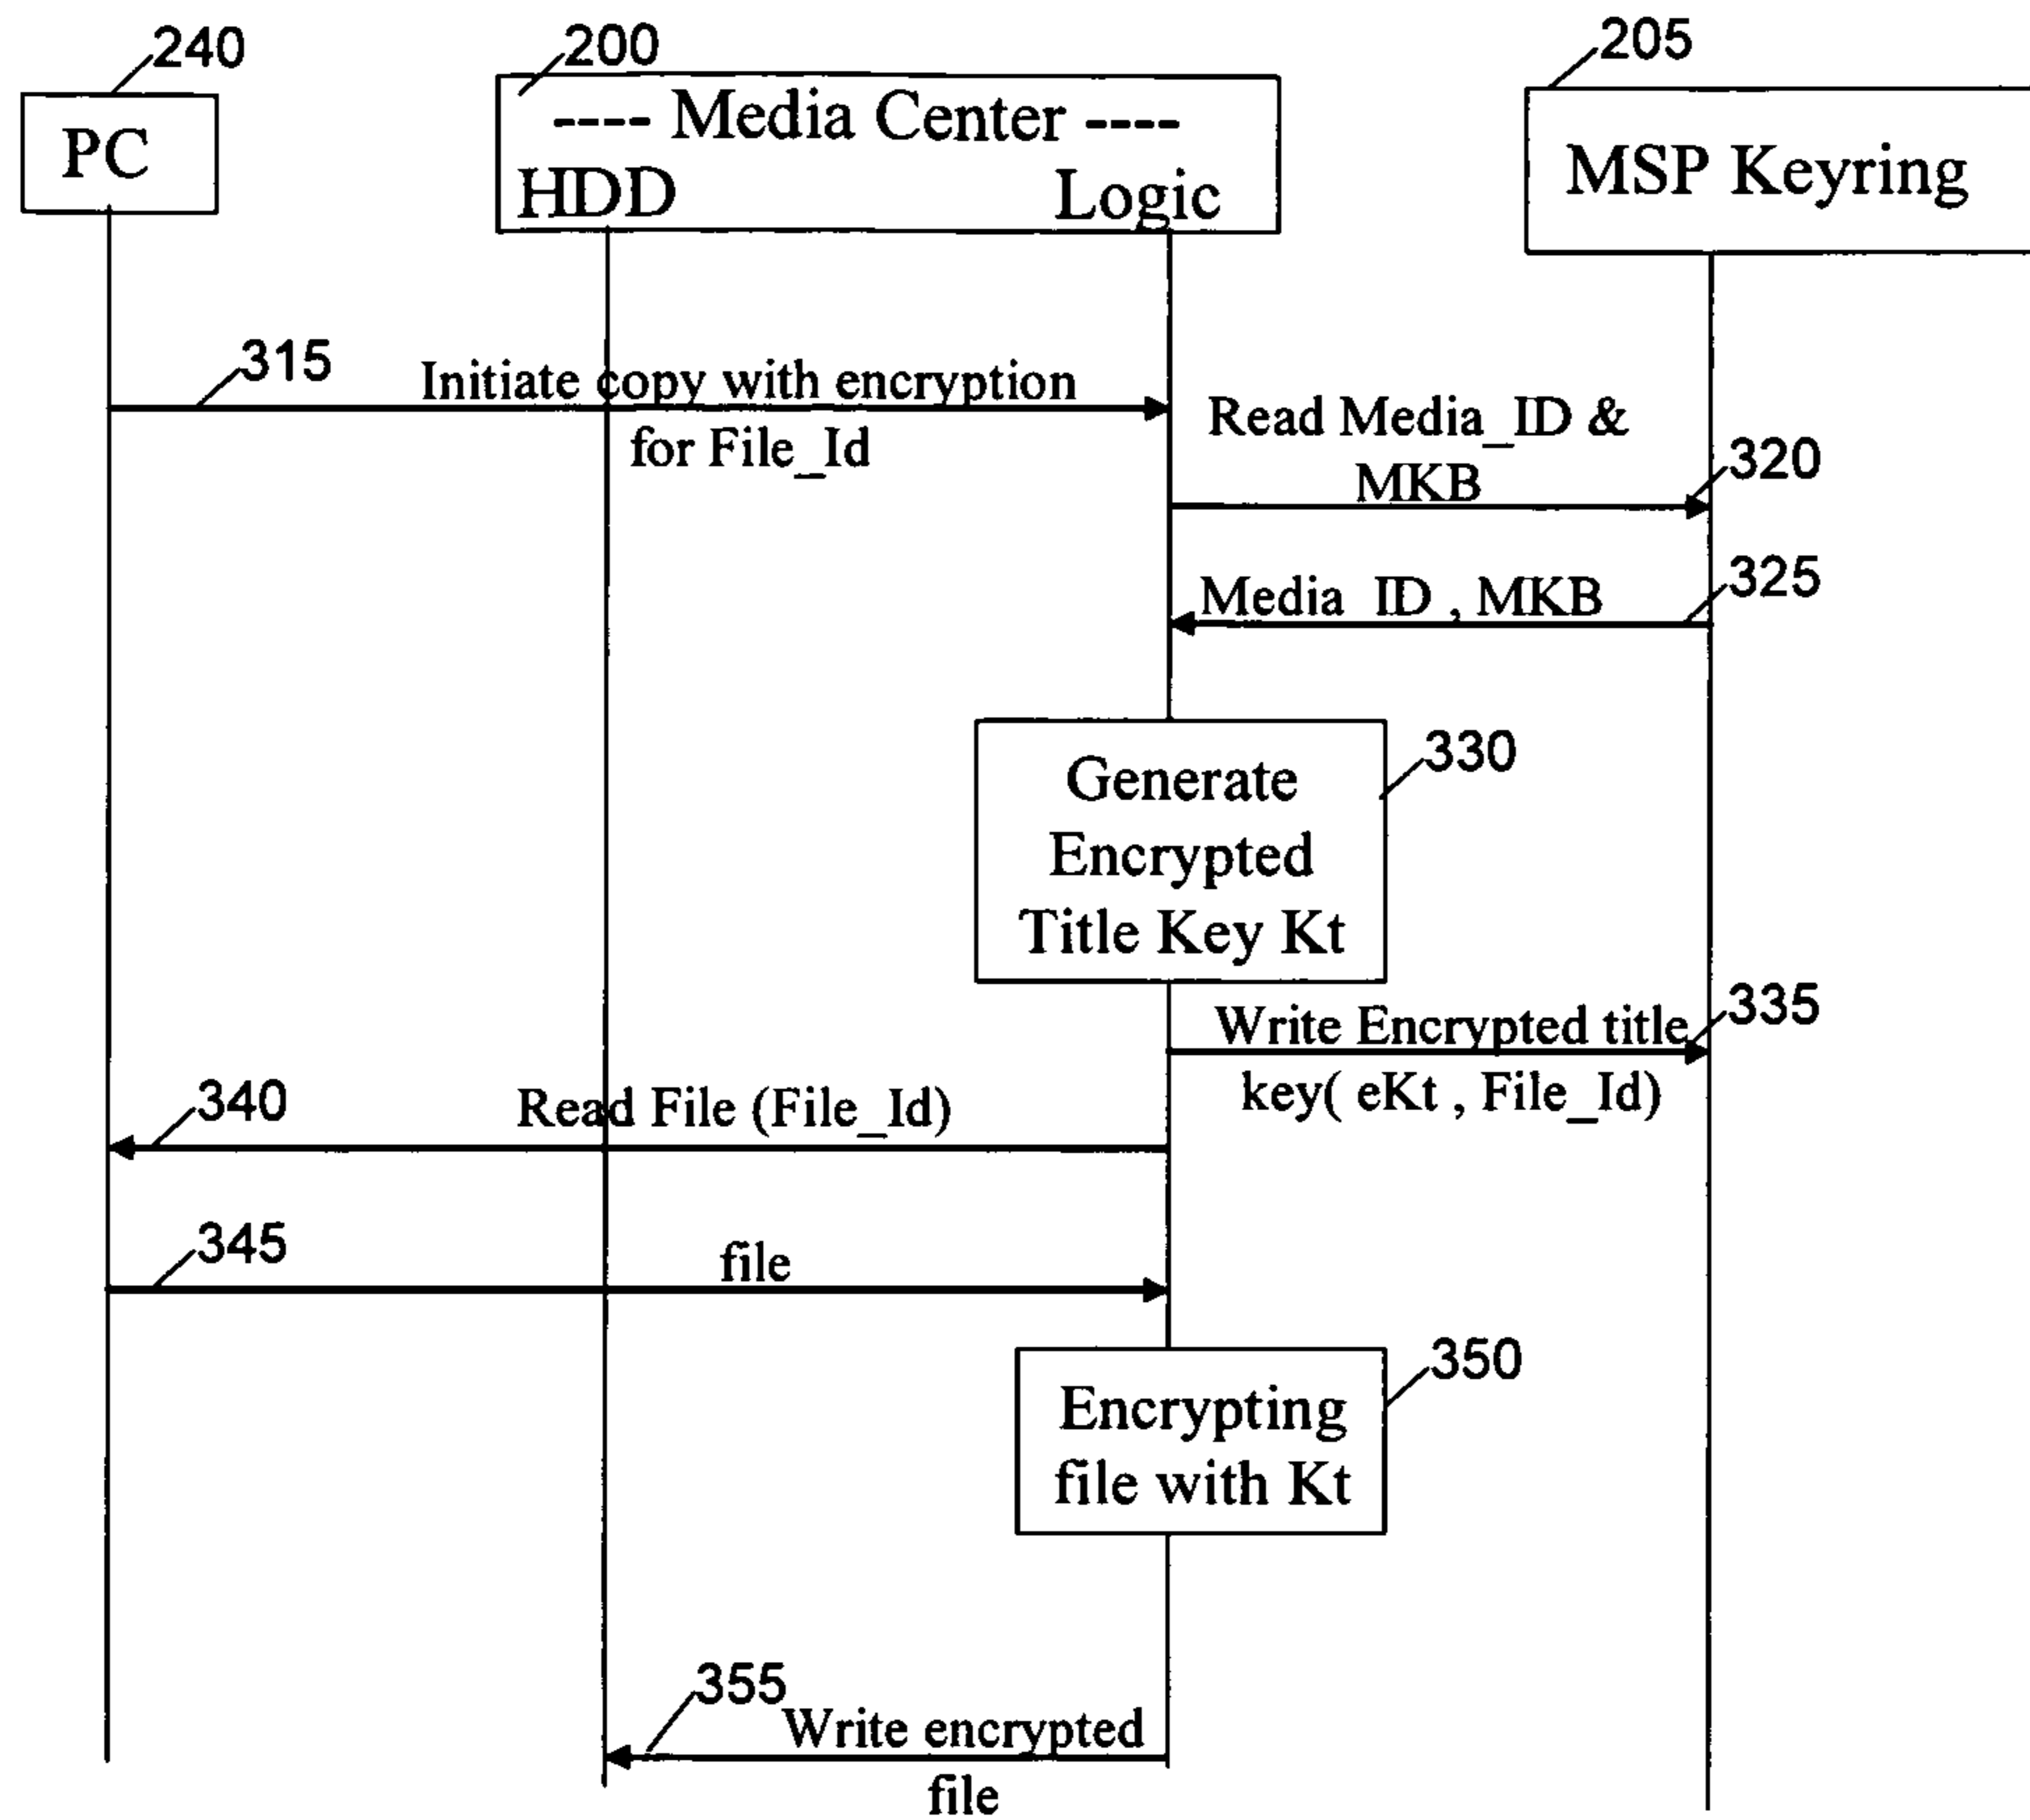 240
200
205
PC
---- Media Center ----
HDD Logic
MSP Keyring
315
Initiate copy with encryption
for File_Id
Read Media_ID &
MKB
320
325
Media ID , MKB
330
Generate
Encrypted
Title Key Kt
335
Write Encrypted title
key( eKt , File_Id)
340
Read File (File_Id)
345
file
350
Encrypting
file with Kt
355
Write encrypted
file